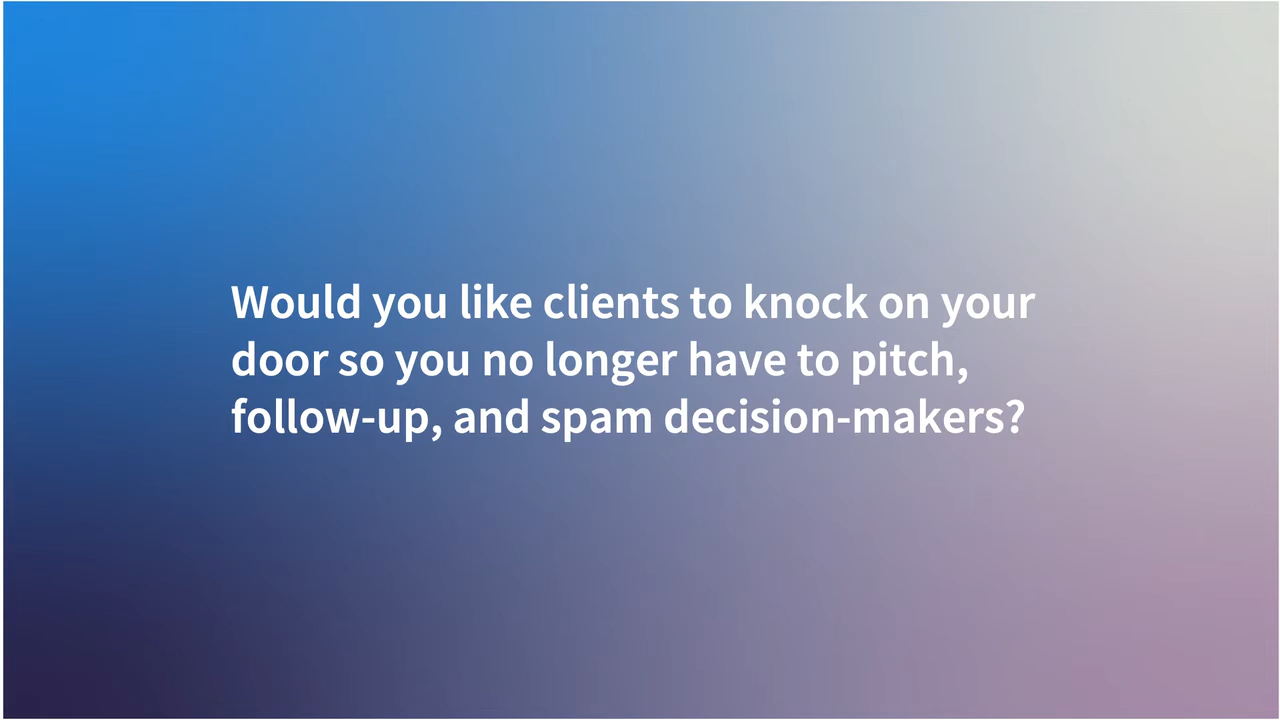 Would you like clients to knock on your
door so you no longer have to pitch,
follow-up, and spam decision-makers?